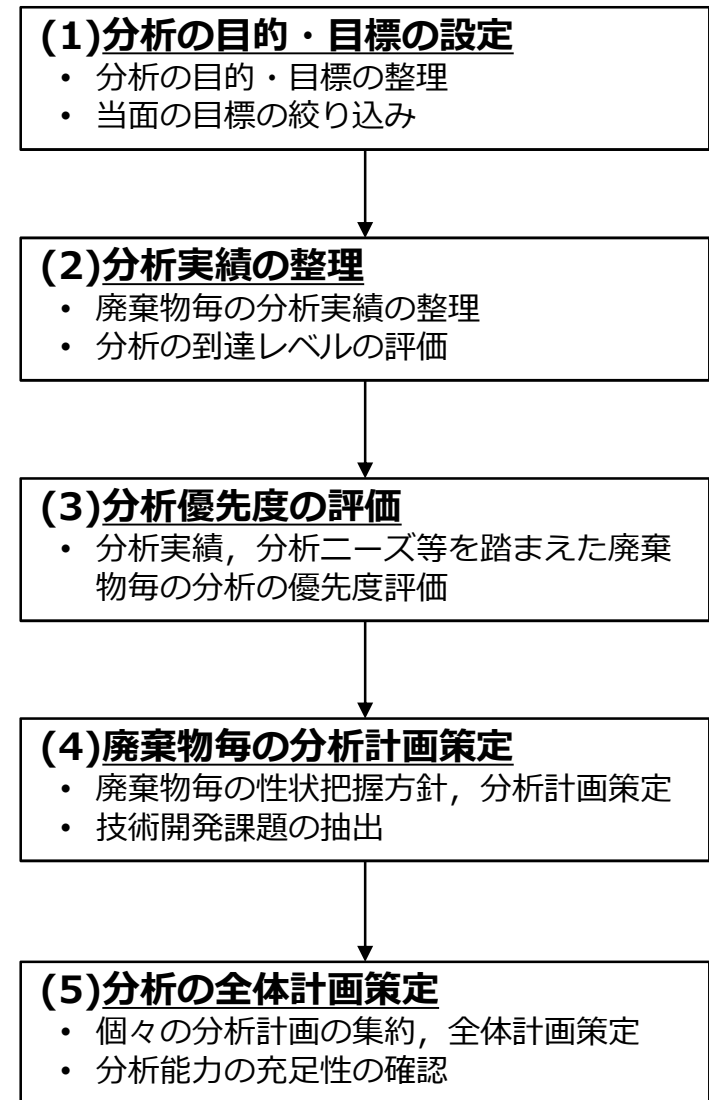 (1)分析の目的・目標の設定
• 分析の目的・目標の整理
• 当面の目標の絞り込み
(2)分析実績の整理
• 廃棄物毎の分析実績の整理
• 分析の到達レベルの評価
(3)分析優先度の評価
• 分析実績，分析ニーズ等を踏まえた廃棄
物毎の分析の優先度評価
(4)廃棄物毎の分析計画策定
• 廃棄物毎の性状把握方針，分析計画策定
• 技術開発課題の抽出
(5)分析の全体計画策定
• 個々の分析計画の集約，全体計画策定
• 分析能力の充足性の確認